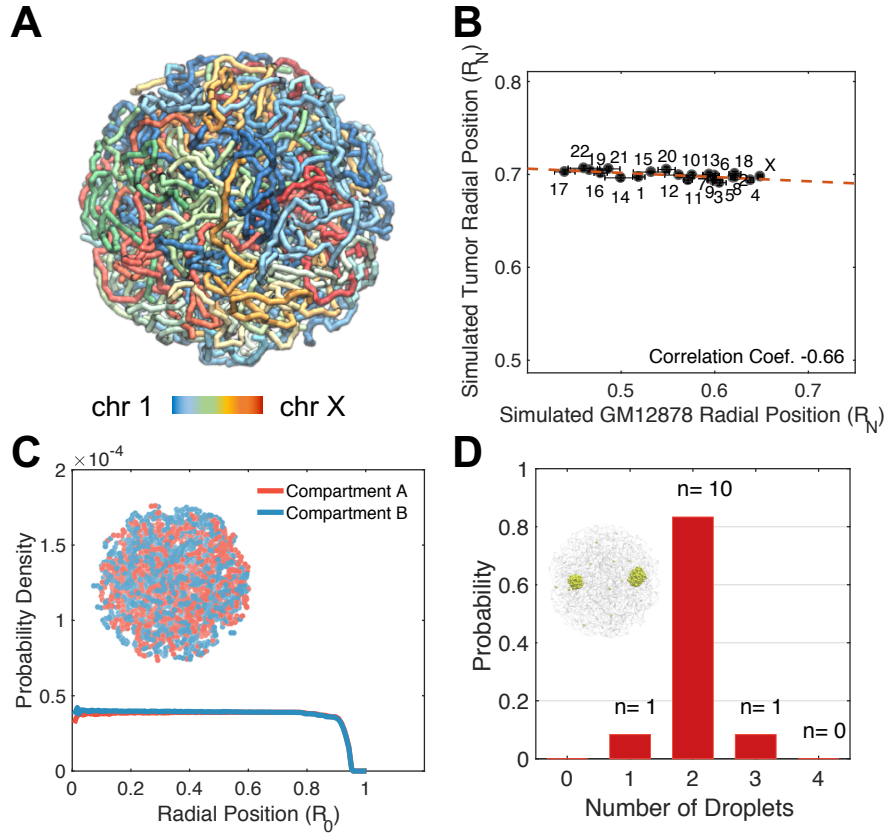 A
chr 1 chr X
B
Simulated Tumor Radial Position (R_N)
0.8
0.7
0.6
0.5
22 19 21 15 20 10 13 6 18 X
17 16 14 1 12 11 7 9 3 5 8 2 4
Correlation Coef. -0.66
0.5 0.6 0.7
Simulated GM12878 Radial Position (R_N)
C
×10^-4
Probability Density
2
1.5
1
0.5
0
Compartment A
Compartment B
0 0.2 0.4 0.6 0.8 1
Radial Position (R_0)
D
Probability
1
0.8
0.6
0.4
0.2
0
n= 10
n= 1
n= 1
n= 0
0 1 2 3 4
Number of Droplets